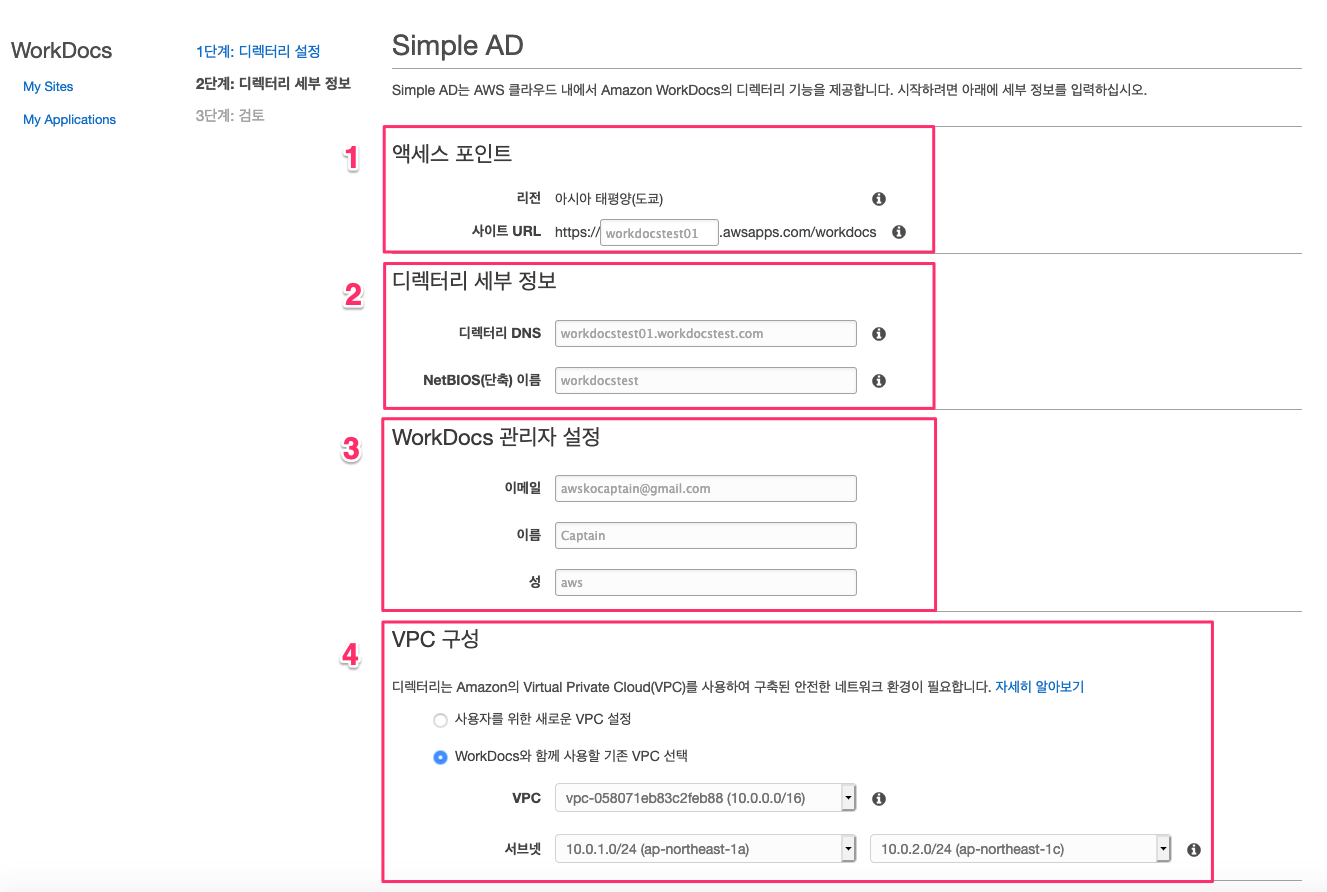 WorkDocs
My Sites
My Applications
1단계: 디렉터리 설정
2단계: 디렉터리 세부 정보
3단계: 검토
Simple AD
Simple AD는 AWS 클라우드 내에서 Amazon WorkDocs의 디렉터리 기능을 제공합니다. 시작하려면 아래에 세부 정보를 입력하십시오.
1
액세스 포인트
리전 아시아 태평양(도쿄)
사이트 URL https:// workdocstest01 .awsapps.com/workdocs
2
디렉터리 세부 정보
디렉터리 DNS workdocstest01.workdocstest.com
NetBIOS(단축) 이름 workdocstest
3
WorkDocs 관리자 설정
이메일 awskocaptain@gmail.com
이름 Captain
성 aws
4
VPC 구성
디렉터리는 Amazon의 Virtual Private Cloud(VPC)를 사용하여 구축된 안전한 네트워크 환경이 필요합니다. 자세히 알아보기
사용자를 위한 새로운 VPC 설정
WorkDocs와 함께 사용할 기존 VPC 선택
VPC vpc-058071eb83c2feb88 (10.0.0.0/16)
서브넷 10.0.1.0/24 (ap-northeast-1a) 10.0.2.0/24 (ap-northeast-1c)